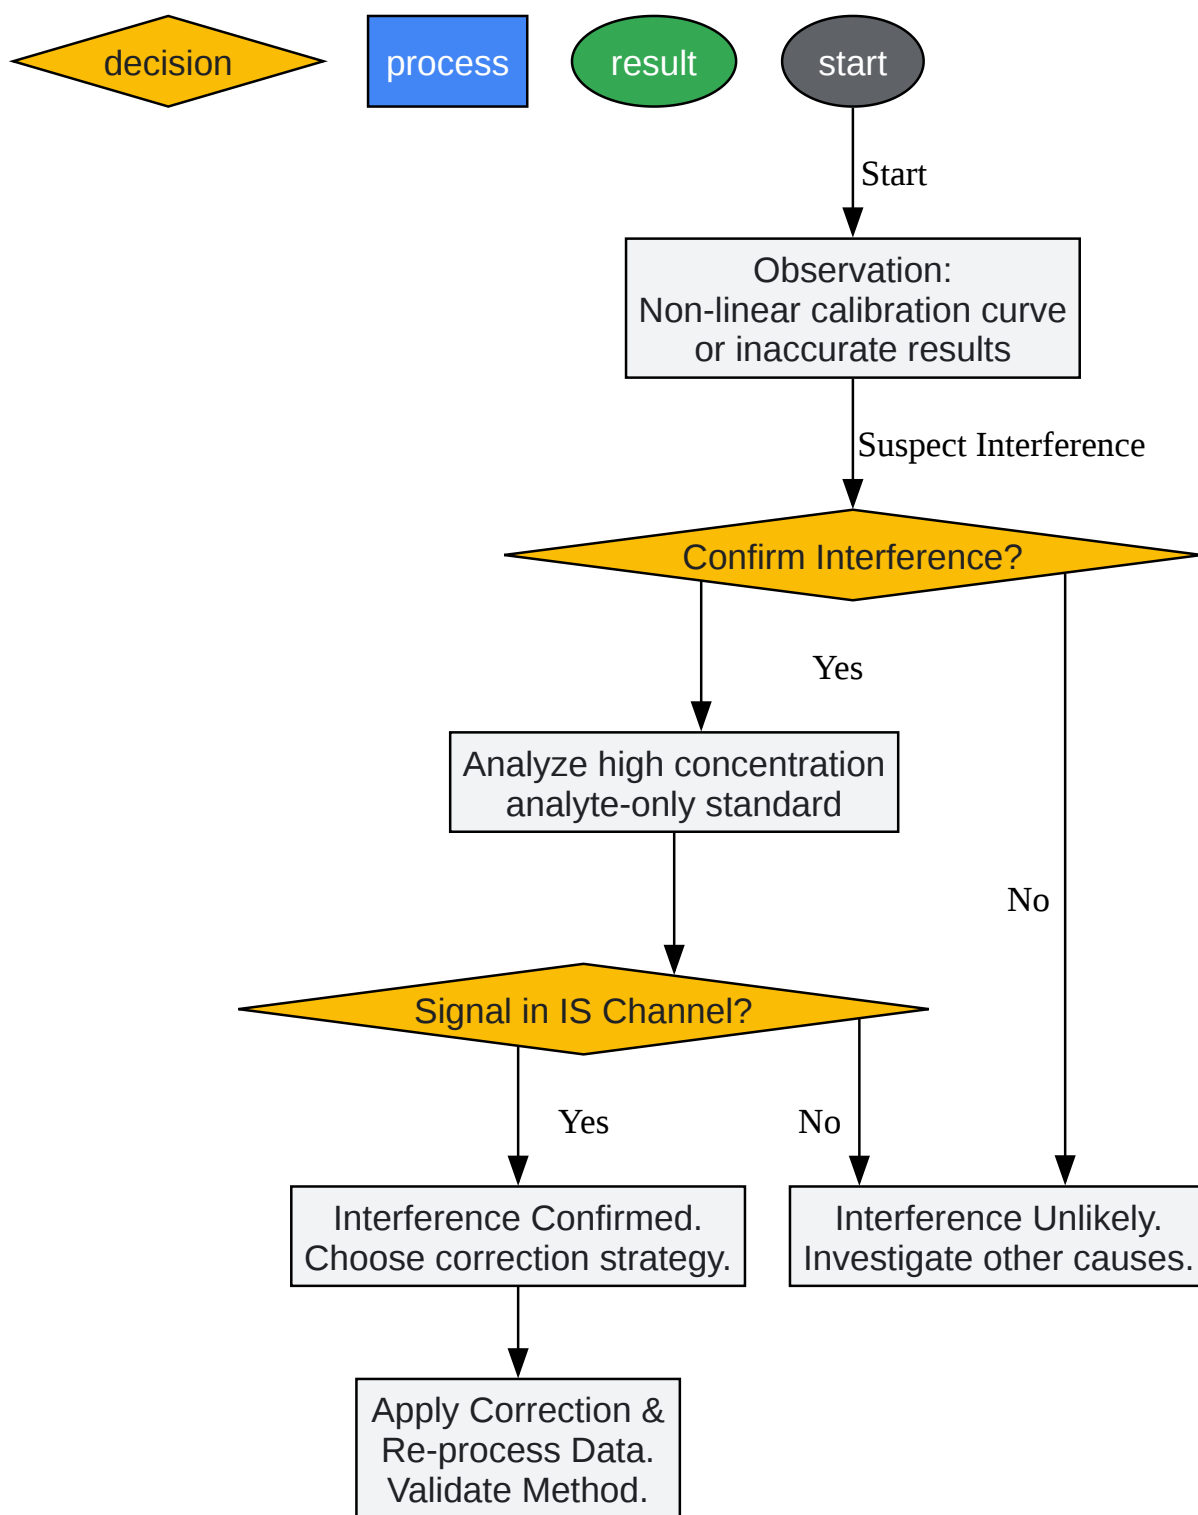 decision
process
result
start
Start
Observation:
Non-linear calibration curve
or inaccurate results
Suspect Interference
Confirm Interference?
Yes
Analyze high concentration
analyte-only standard
No
Signal in IS Channel?
Yes
No
Interference Confirmed.
Choose correction strategy.
Interference Unlikely.
Investigate other causes.
Apply Correction &
Re-process Data.
Validate Method.